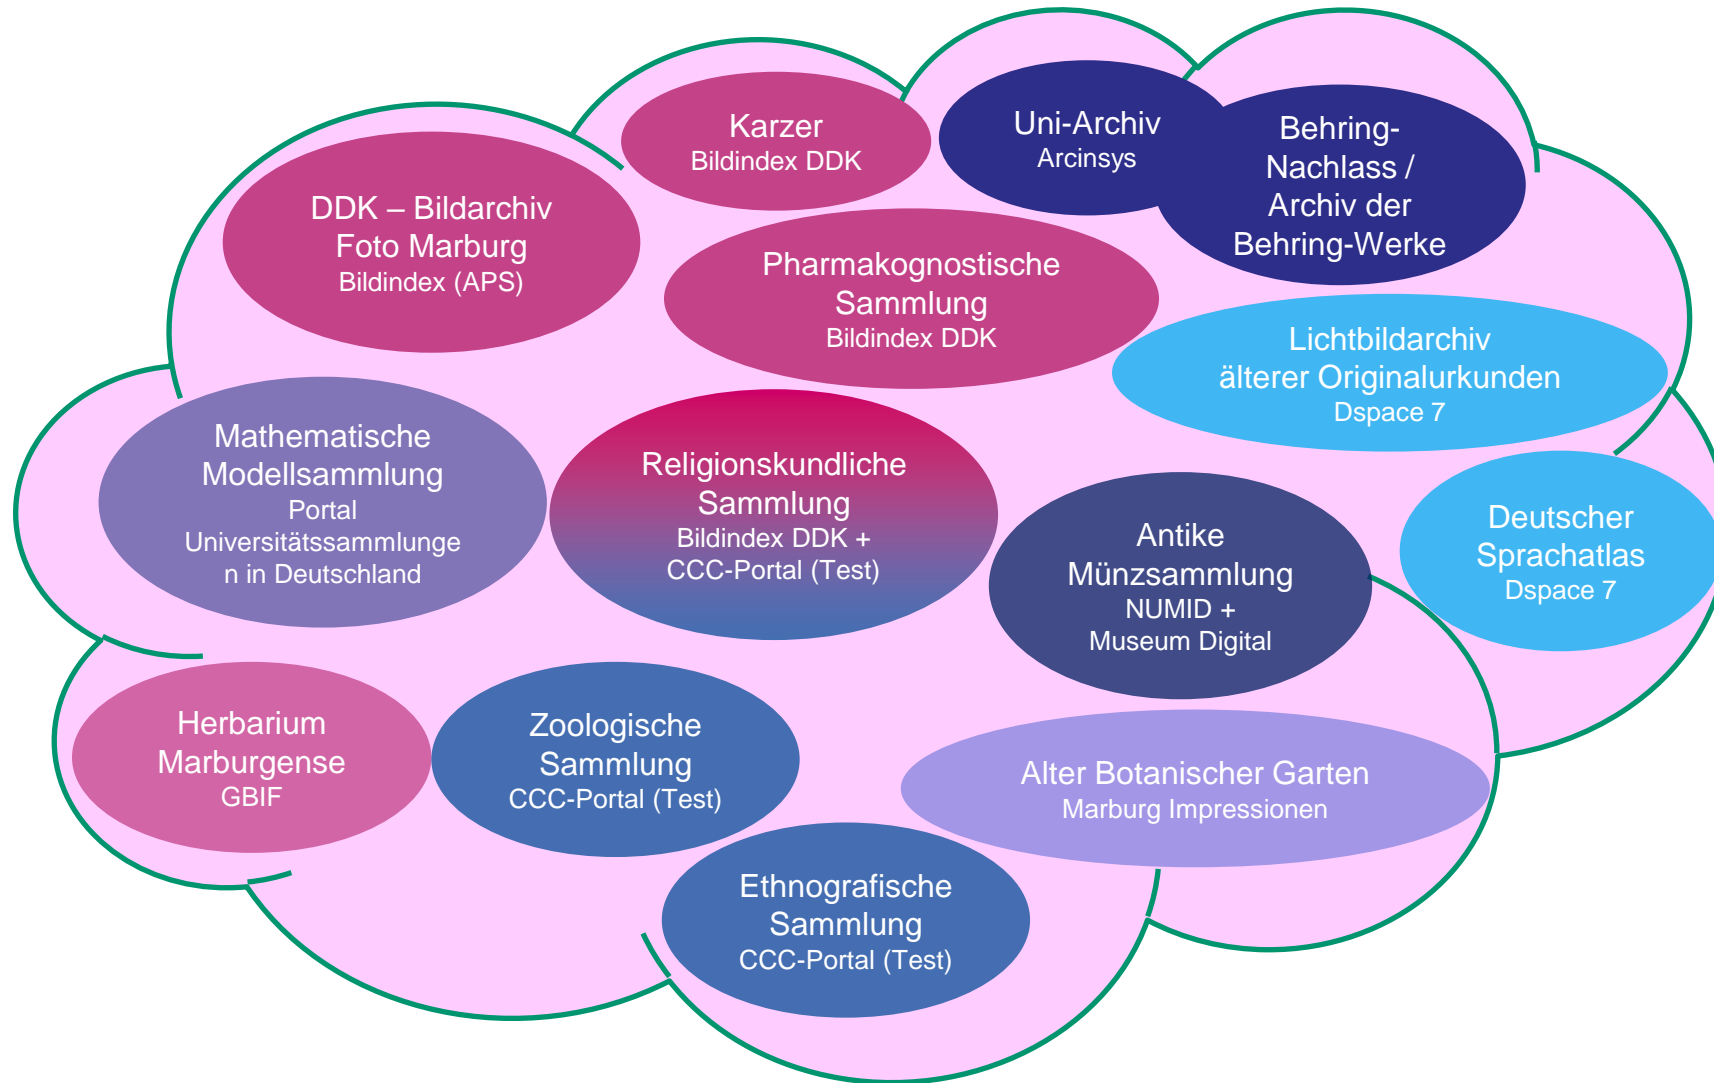 Karzer
Bildindex DDK
Uni-Archiv
Arcinsys
Behring-
Nachlass /
Archiv der
Behring-Werke
DDK – Bildarchiv
Foto Marburg
Bildindex (APS)
Pharmakognostische
Sammlung
Bildindex DDK
Lichtbildarchiv
älterer Originalurkunden
Dspace 7
Mathematische
Modellsammlung
Portal
Universitätssammlunge
n in Deutschland
Religionskundliche
Sammlung
Bildindex DDK +
CCC-Portal (Test)
Antike
Münzsammlung
NUMID +
Museum Digital
Deutscher
Sprachatlas
Dspace 7
Herbarium
Marburgense
GBIF
Zoologische
Sammlung
CCC-Portal (Test)
Alter Botanischer Garten
Marburg Impressionen
Ethnografische
Sammlung
CCC-Portal (Test)